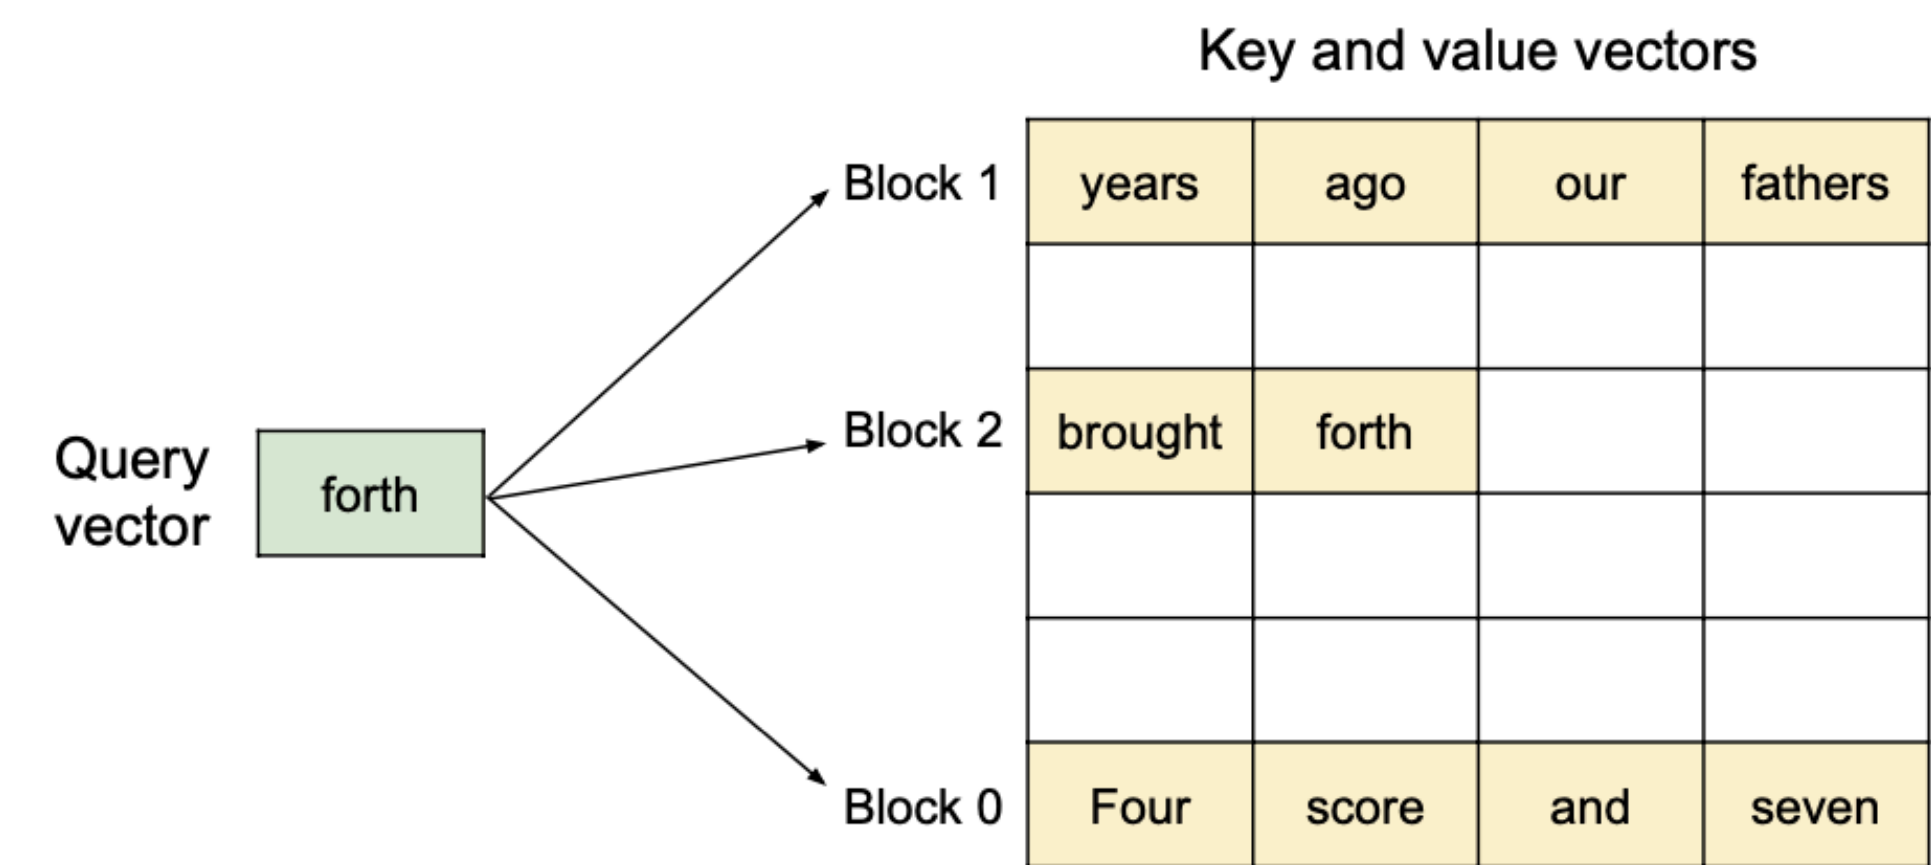 Key and value vectors
Block 1 years ago our fathers
Block 2 brought forth
Query
vector
forth
Block 0 Four score and seven